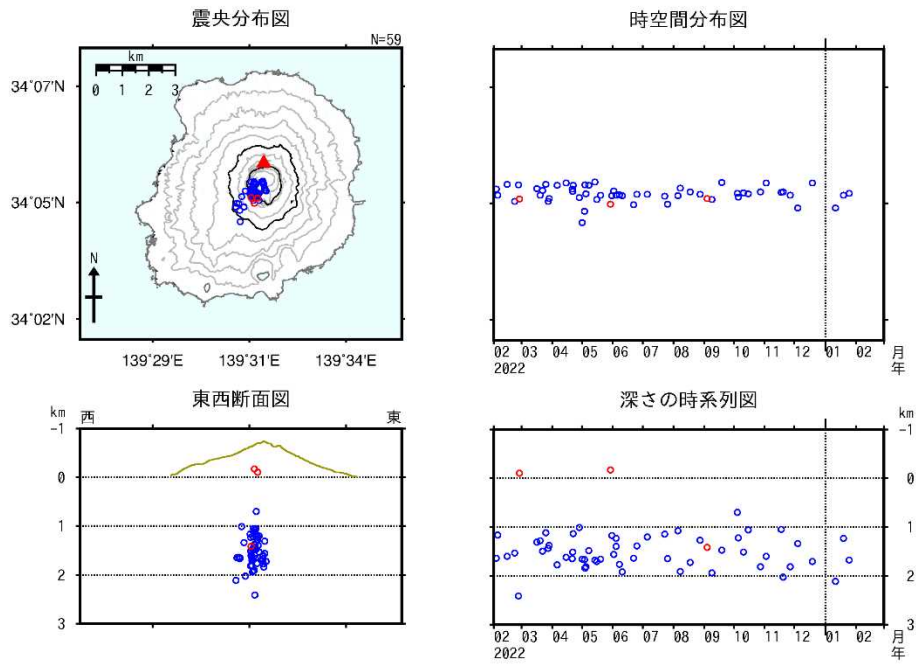 震央分布図
N=59
km
0 1 2 3
34°07'N
34°05'N
34°02'N
N
139°29'E 139°31'E 139°34'E
時空間分布図
02 03 04 05 06 07 08 09 10 11 12 01 02 月
2022 年
東西断面図
km 西 東
-1
0
1
2
3
深さの時系列図
km
-1
0
1
2
3
02 03 04 05 06 07 08 09 10 11 12 01 02 月
2022 年